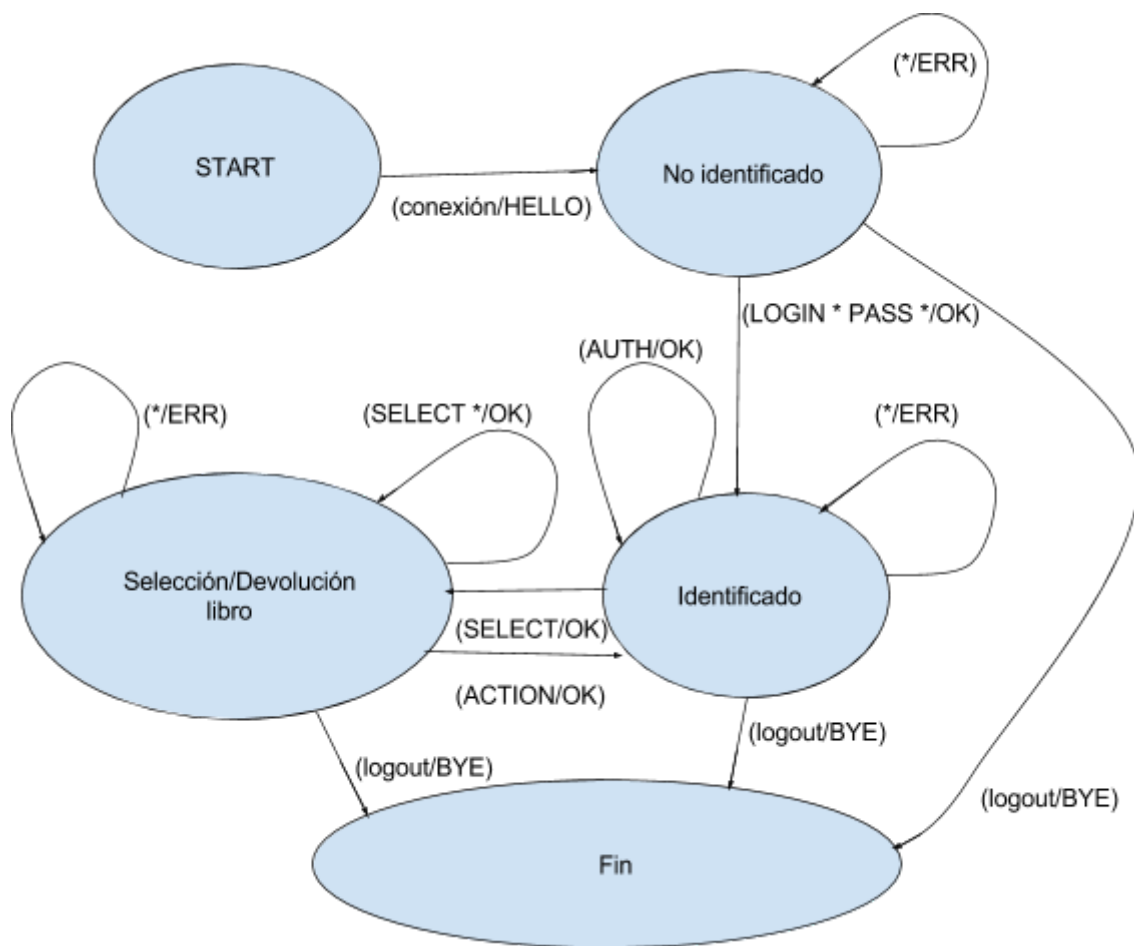 (*/ERR)
START
No identificado
(conexión/HELLO)
(LOGIN * PASS */OK)
(AUTH/OK)
(*/ERR)
(SELECT */OK)
(*/ERR)
Selección/Devolución
libro
Identificado
(SELECT/OK)
(ACTION/OK)
(logout/BYE)
(logout/BYE)
(logout/BYE)
Fin